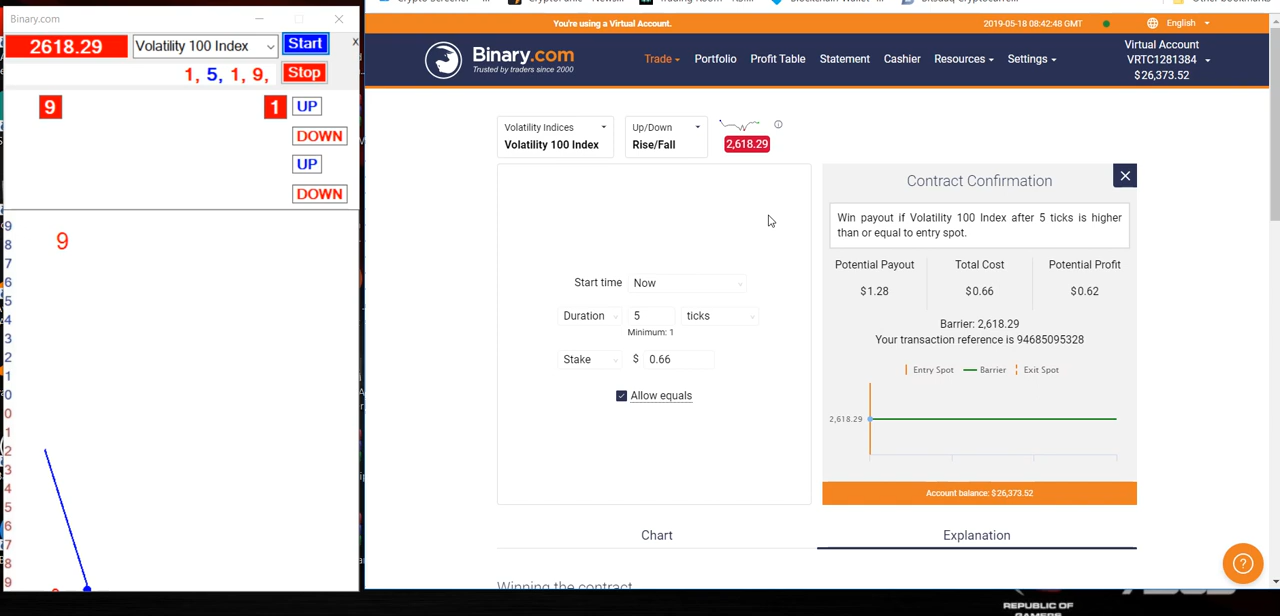 Binary.com
2618.29
Volatility 100 Index
Start
x
1, 5, 1, 9,
Stop
9
1
UP
DOWN
UP
DOWN
9
8
7
6
5
4
3
2
1
0
0
1
2
3
4
5
6
7
8
9
9
You're using a Virtual Account.
2019-05-18 08:42:48 GMT
English
Binary.com
Trusted by traders since 2000
Trade
Portfolio
Profit Table
Statement
Cashier
Resources
Settings
Virtual Account
VRTC1281384
$26,373.52
Volatility Indices
Volatility 100 Index
Up/Down
Rise/Fall
2,618.29
Start time
Now
Duration
5
ticks
Minimum: 1
Stake
$ 0.66
Allow equals
Contract Confirmation
Win payout if Volatility 100 Index after 5 ticks is higher
than or equal to entry spot.
Potential Payout
Total Cost
Potential Profit
$1.28
$0.66
$0.62
Barrier: 2,618.29
Your transaction reference is 94685095328
Entry Spot
Barrier
Exit Spot
2,618.29
Account balance: $26,373.52
Chart
Explanation
Winning the contract
?
REPUBLIC OF
GAMERS